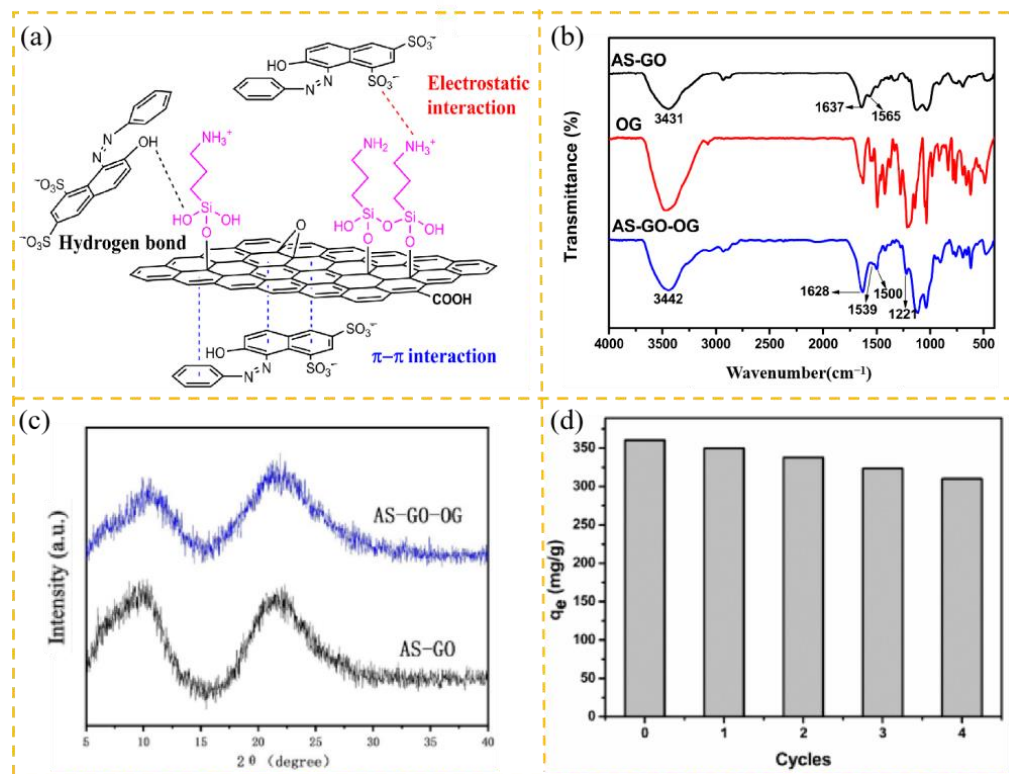 (a)
HO
SO₃⁻
SO₃⁻
N
N
Electrostatic
interaction
NH₃⁺
NH₂
NH₃⁺
N
N
OH
⁻O₃S
SO₃⁻
Si
HO
OH
O
O
HO
Si
O
Si
OH
O
O
Hydrogen bond
COOH
HO
SO₃⁻
SO₃⁻
N
N
π-π interaction
(b)
AS-GO
3431
1637
1565
OG
AS-GO-OG
3442
1628
1539
1500
1221
Transmittance (%)
4000 3500 3000 2500 2000 1500 1000 500
Wavenumber(cm⁻¹)
(c)
AS-GO-OG
AS-GO
Intensity (a.u.)
5 10 15 20 25 30 35 40
2θ (degree)
(d)
350
300
250
200
150
100
50
0
qₑ (mg/g)
0 1 2 3 4
Cycles